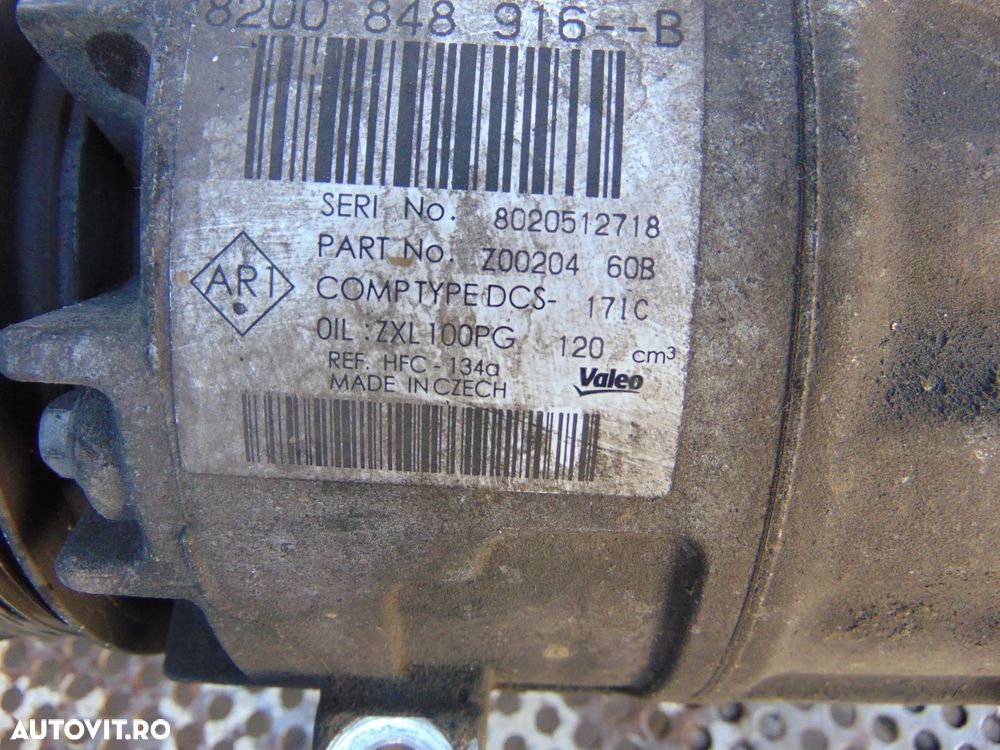 8200 848 916--B
SERI No. 8020512718
PART No. Z00204 60B
AR1
COMPTYPE DCS- 171C
OIL : ZXL100PG 120 cm³
REF. HFC - 134a
MADE IN CZECH
Valeo
AUTOVIT.RO